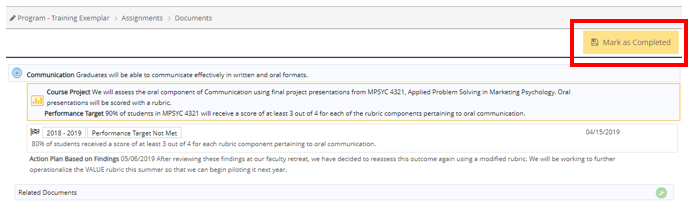 Program - Training Exemplar > Assignments > Documents
Mark as Completed
Communication Graduates will be able to communicate effectively in written and oral formats.
Course Project We will assess the oral component of Communication using final project presentations from MPSYC 4321, Applied Problem Solving in Marketing Psychology. Oral
presentations will be scored with a rubric.
Performance Target 90% of students in MPSYC 4321 will receive a score of at least 3 out of 4 for each of the rubric components pertaining to oral communication.
2018 - 2019 Performance Target Not Met 04/15/2019
80% of students received a score of at least 3 out of 4 for each rubric component pertaining to oral communication.
Action Plan Based on Findings 05/06/2019 After reviewing these findings at our faculty retreat, we have decided to reassess this outcome again using a modified rubric. We will be working to further
operationalize the VALUE rubric this summer so that we can begin piloting it next year.
Related Documents